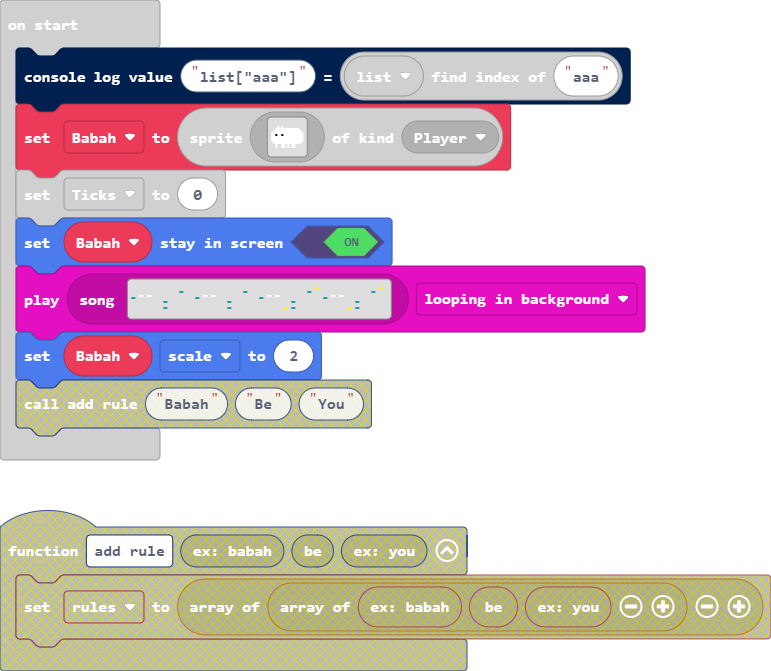 on start
console log value "list["aaa"]" = list find index of "aaa"
set Babah to sprite of kind Player
set Ticks to 0
set Babah stay in screen ON
play song looping in background
set Babah scale to 2
call add rule "Babah" "Be" "You"
function add rule ex: babah be ex: you
set rules to array of array of ex: babah be ex: you